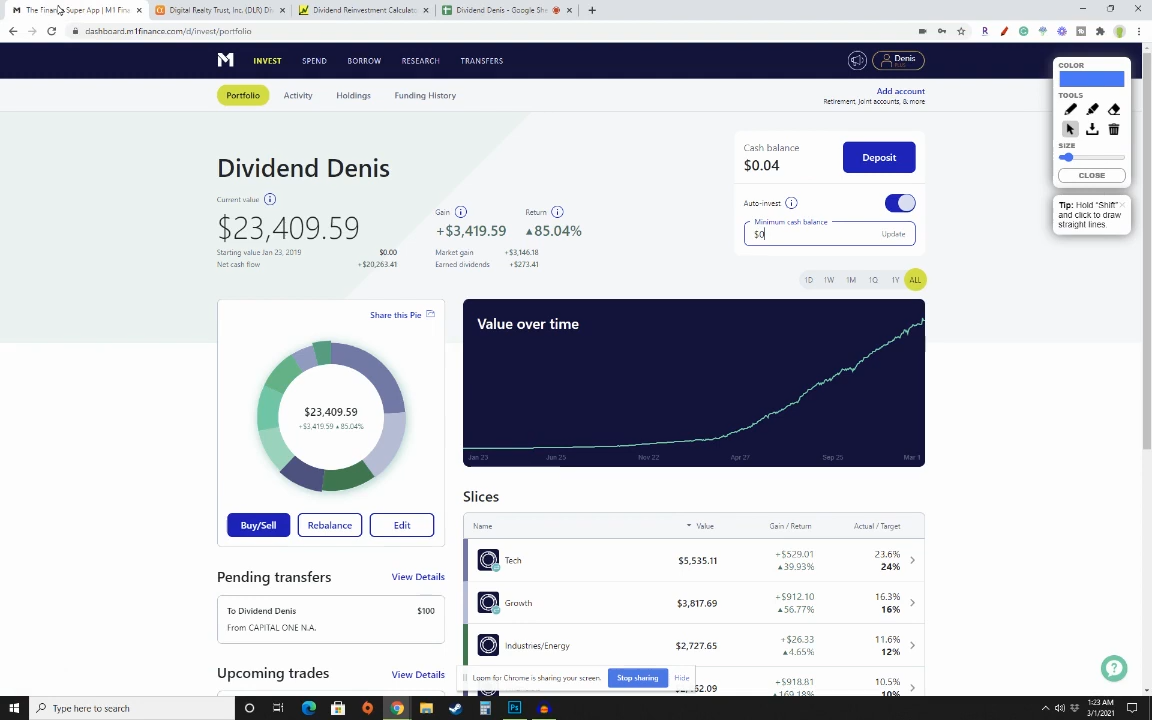 The Finan Super App | M1 Fina
Digital Realty Trust, Inc. (DLR) Di
Dividend Reinvestment Calculato
Dividend Denis - Google She
dashboard.m1finance.com/d/invest/portfolio
INVEST SPEND BORROW RESEARCH TRANSFERS
Denis
PLUS
Portfolio Activity Holdings Funding History
Add account
Retirement, Joint accounts, & more
Dividend Denis
Current value
$23,409.59
Starting value Jan 23, 2019 $0.00
Net cash flow +$20,263.41
Gain Return
+$3,419.59 ▲85.04%
Market gain +$3,146.18
Earned dividends +$273.41
Cash balance
$0.04
Deposit
Auto-invest
Minimum cash balance
$0 Update
1D 1W 1M 1Q 1Y ALL
Share this Pie
$23,409.59
+$3,419.59 ▲85.04%
Buy/Sell Rebalance Edit
Value over time
Jan 23 Jun 25 Nov 22 Apr 27 Sep 25 Mar 1
Slices
Name Value Gain / Return Actual / Target
Tech $5,535.11 +$529.01 23.6%
▲39.93% 24%
Growth $3,817.69 +$912.10 16.3%
▲56.77% 16%
Industries/Energy $2,727.65 +$26.33 11.6%
▲4.65% 12%
+$918.81 10.5%
▲169.18% 10%
Pending transfers View Details
To Dividend Denis $100
From CAPITAL ONE N.A.
Upcoming trades View Details
Loom for Chrome is sharing your screen. Stop sharing Hide
COLOR
TOOLS
SIZE
CLOSE
Tip: Hold "Shift"
and click to draw
straight lines.
Type here to search
1:23 AM
3/1/2021